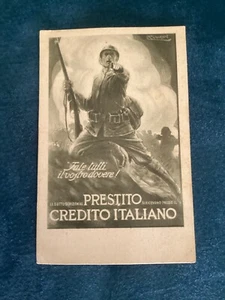 Fate tutti
il vostro dovere!
PRESTITO
CREDITO ITALIANO